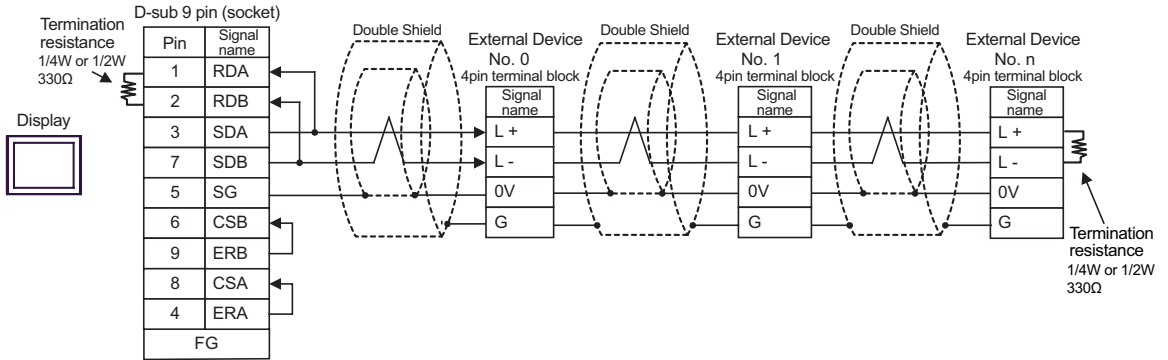 D-sub 9 pin (socket)
Termination
resistance
1/4W or 1/2W
330Ω
Display
Pin Signal name
1 RDA
2 RDB
3 SDA
7 SDB
5 SG
6 CSB
9 ERB
8 CSA
4 ERA
FG
Double Shield
External Device
No. 0
4pin terminal block
Signal
name
L +
L -
0V
G
Double Shield
External Device
No. 1
4pin terminal block
Signal
name
L +
L -
0V
G
Double Shield
External Device
No. n
4pin terminal block
Signal
name
L +
L -
0V
G
Termination
resistance
1/4W or 1/2W
330Ω